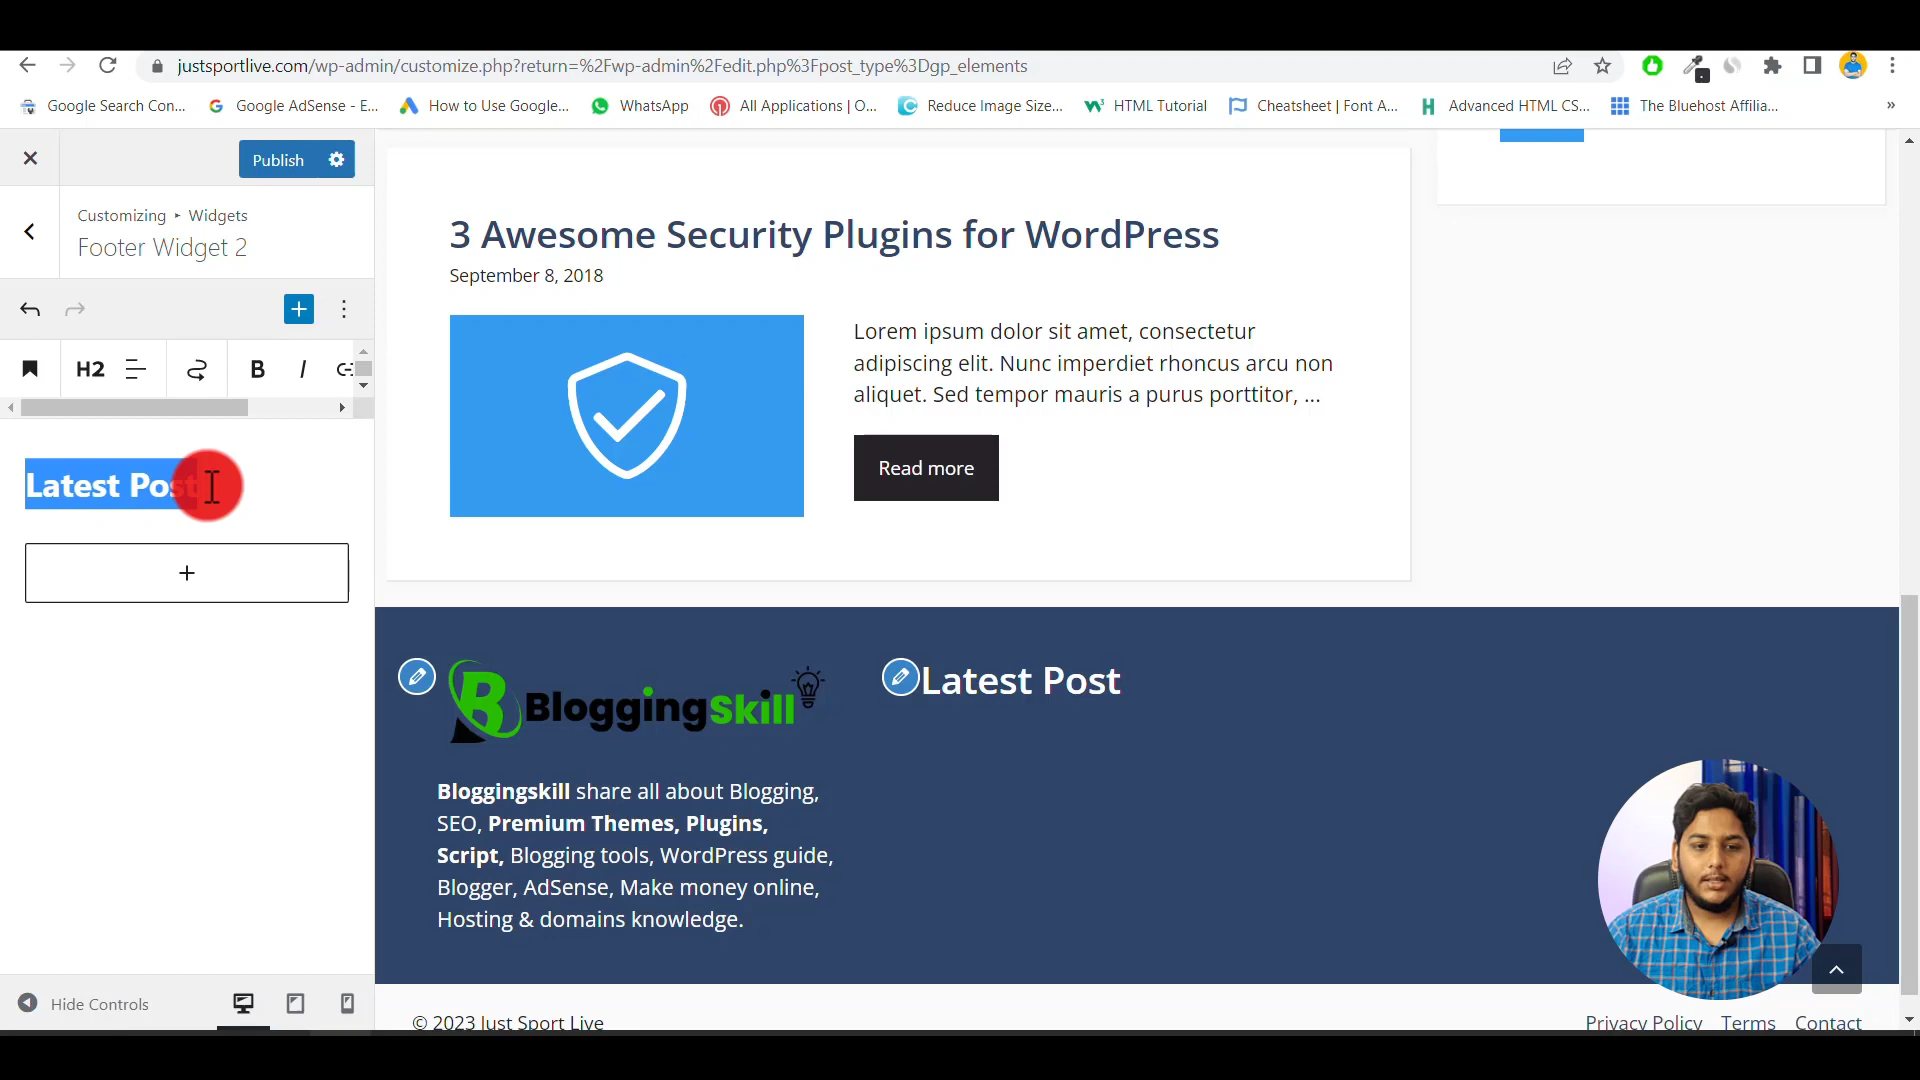 justsportlive.com/wp-admin/customize.php?return=%2Fwp-admin%2Fedit.php%3Fpost_type%3Dgp_elements
Google Search Con...
Google AdSense - E...
How to Use Google...
WhatsApp
All Applications | O...
Reduce Image Size...
HTML Tutorial
Cheatsheet | Font A...
Advanced HTML CS...
The Bluehost Affilia...
»
Publish
Customizing ▸ Widgets
Footer Widget 2
H2
B
I
Latest Post
+
3 Awesome Security Plugins for WordPress
September 8, 2018
Lorem ipsum dolor sit amet, consectetur
adipiscing elit. Nunc imperdiet rhoncus arcu non
aliquet. Sed tempor mauris a purus porttitor, ...
Read more
BloggingSkill
Latest Post
Bloggingskill share all about Blogging,
SEO, Premium Themes, Plugins,
Script, Blogging tools, WordPress guide,
Blogger, AdSense, Make money online,
Hosting & domains knowledge.
Hide Controls
© 2023 Just Sport Live
Privacy Policy Terms Contact